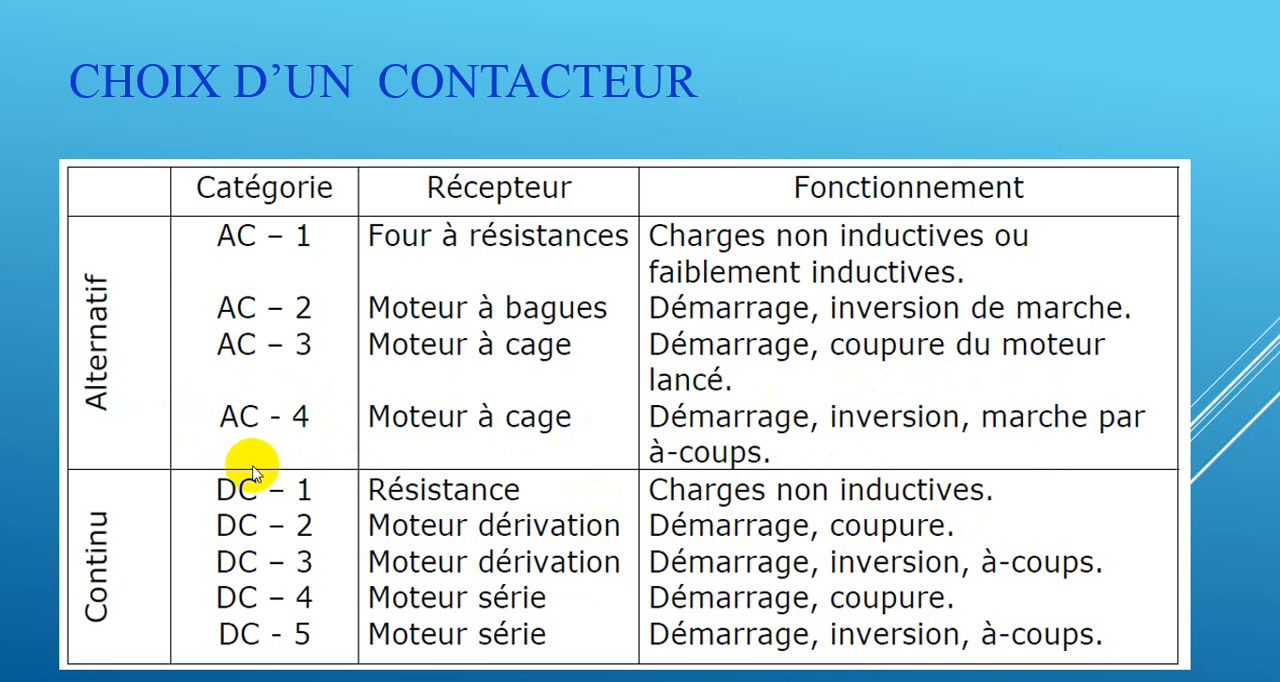 CHOIX D’UN CONTACTEUR
Catégorie Récepteur Fonctionnement
Alternatif
AC – 1 Four à résistances Charges non inductives ou
faiblement inductives.
AC – 2 Moteur à bagues Démarrage, inversion de marche.
AC – 3 Moteur à cage Démarrage, coupure du moteur
lancé.
AC - 4 Moteur à cage Démarrage, inversion, marche par
à-coups.
Continu
DC – 1 Résistance Charges non inductives.
DC – 2 Moteur dérivation Démarrage, coupure.
DC – 3 Moteur dérivation Démarrage, inversion, à-coups.
DC – 4 Moteur série Démarrage, coupure.
DC - 5 Moteur série Démarrage, inversion, à-coups.